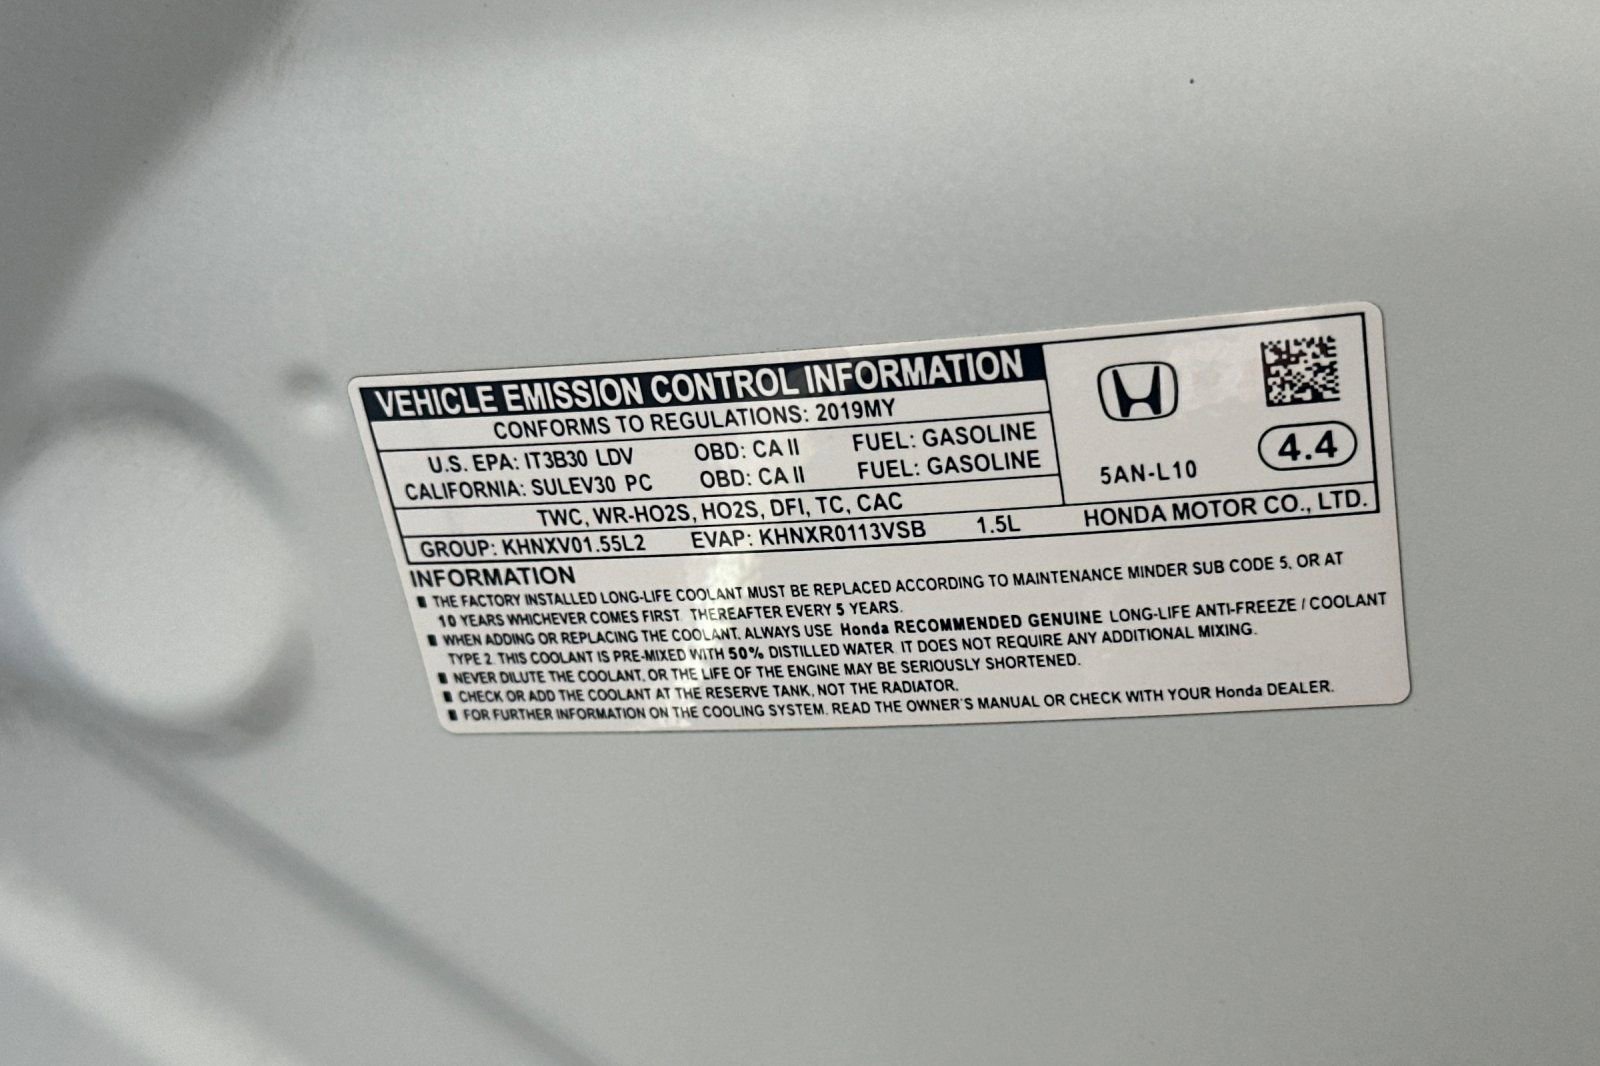 VEHICLE EMISSION CONTROL INFORMATION
CONFORMS TO REGULATIONS: 2019MY
U.S. EPA: IT3B30 LDV OBD: CA II FUEL: GASOLINE
CALIFORNIA: SULEV30 PC OBD: CA II FUEL: GASOLINE
5AN-L10
4.4
TWC, WR-HO2S, HO2S, DFI, TC, CAC
GROUP: KHNXV01.55L2 EVAP: KHNXR0113VSB 1.5L HONDA MOTOR CO., LTD.
INFORMATION
■ THE FACTORY INSTALLED LONG-LIFE COOLANT MUST BE REPLACED ACCORDING TO MAINTENANCE MINDER SUB CODE 5, OR AT
10 YEARS WHICHEVER COMES FIRST. THEREAFTER EVERY 5 YEARS.
■ WHEN ADDING OR REPLACING THE COOLANT, ALWAYS USE Honda RECOMMENDED GENUINE LONG-LIFE ANTI-FREEZE / COOLANT
TYPE 2. THIS COOLANT IS PRE-MIXED WITH 50% DISTILLED WATER. IT DOES NOT REQUIRE ANY ADDITIONAL MIXING.
■ NEVER DILUTE THE COOLANT, OR THE LIFE OF THE ENGINE MAY BE SERIOUSLY SHORTENED.
■ CHECK OR ADD THE COOLANT AT THE RESERVE TANK, NOT THE RADIATOR.
■ FOR FURTHER INFORMATION ON THE COOLING SYSTEM, READ THE OWNER'S MANUAL OR CHECK WITH YOUR Honda DEALER.